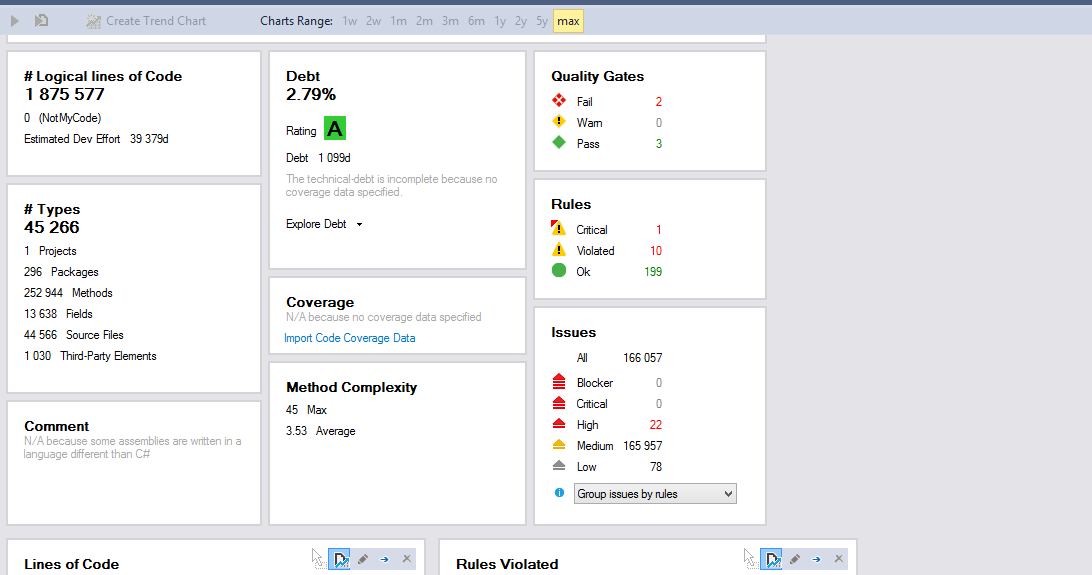 Create Trend Chart Charts Range: 1w 2w 1m 2m 3m 6m 1y 2y 5y max
# Logical lines of Code
1 875 577
0 (NotMyCode)
Estimated Dev Effort 39 379d
# Types
45 266
1 Projects
296 Packages
252 944 Methods
13 638 Fields
44 566 Source Files
1 030 Third-Party Elements
Comment
N/A because some assemblies are written in a
language different than C#
Debt
2.79%
Rating A
Debt 1 099d
The technical-debt is incomplete because no
coverage data specified.
Explore Debt
Coverage
N/A because no coverage data specified
Import Code Coverage Data
Method Complexity
45 Max
3.53 Average
Quality Gates
Fail 2
Warn 0
Pass 3
Rules
Critical 1
Violated 10
Ok 199
Issues
All 166 057
Blocker 0
Critical 0
High 22
Medium 165 957
Low 78
Group issues by rules
Lines of Code
Rules Violated